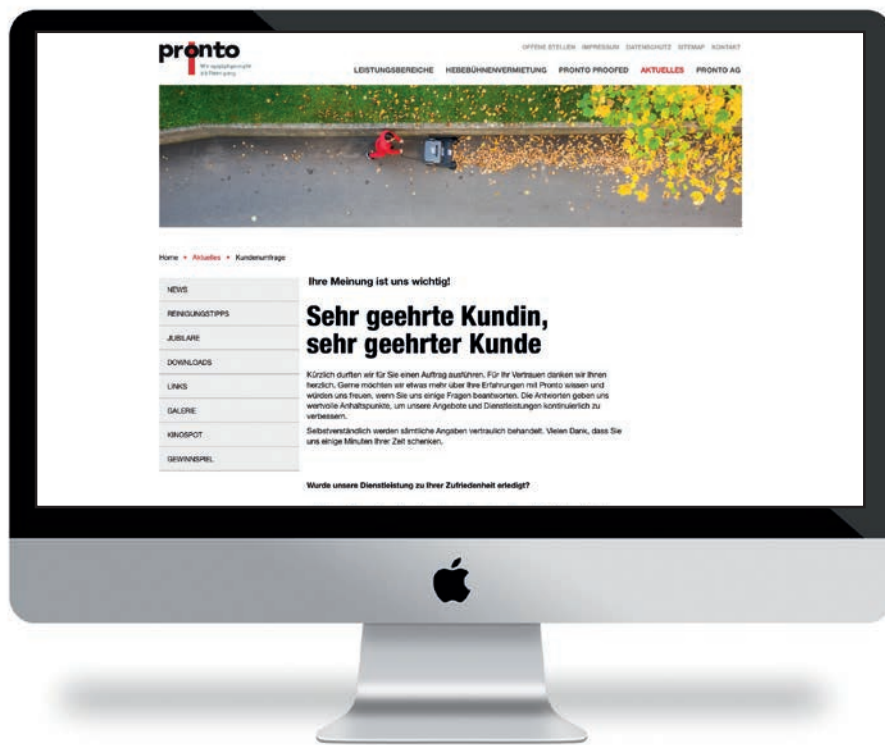 pronto
OFFENE STELLEN IMPRESSUM DATENSCHUTZ SITEMAP KONTAKT
LEISTUNGSBEREICHE HEBEBÜHNENVERMIETUNG PRONTO PROOFED AKTUELLES PRONTO AG
Home • Aktuelles • Kundenumfrage
NEWS
REINIGUNGSTIPPS
JUBILARE
DOWNLOADS
LINKS
GALERIE
KINOSPOT
GEWINNSPIEL
Ihre Meinung ist uns wichtig!
Sehr geehrte Kundin,
sehr geehrter Kunde
Kürzlich durften wir für Sie einen Auftrag ausführen. Für Ihr Vertrauen danken wir Ihnen
herzlich. Gerne möchten wir etwas mehr über Ihre Erfahrungen mit Pronto wissen und
würden uns freuen, wenn Sie uns einige Fragen beantworten. Die Antworten geben uns
wertvolle Anhaltspunkte, um unsere Angebote und Dienstleistungen kontinuierlich zu
verbessern.
Selbstverständlich werden sämtliche Angaben vertraulich behandelt. Vielen Dank, dass Sie
uns einige Minuten Ihrer Zeit schenken.
Wurde unsere Dienstleistung zu Ihrer Zufriedenheit erledigt?